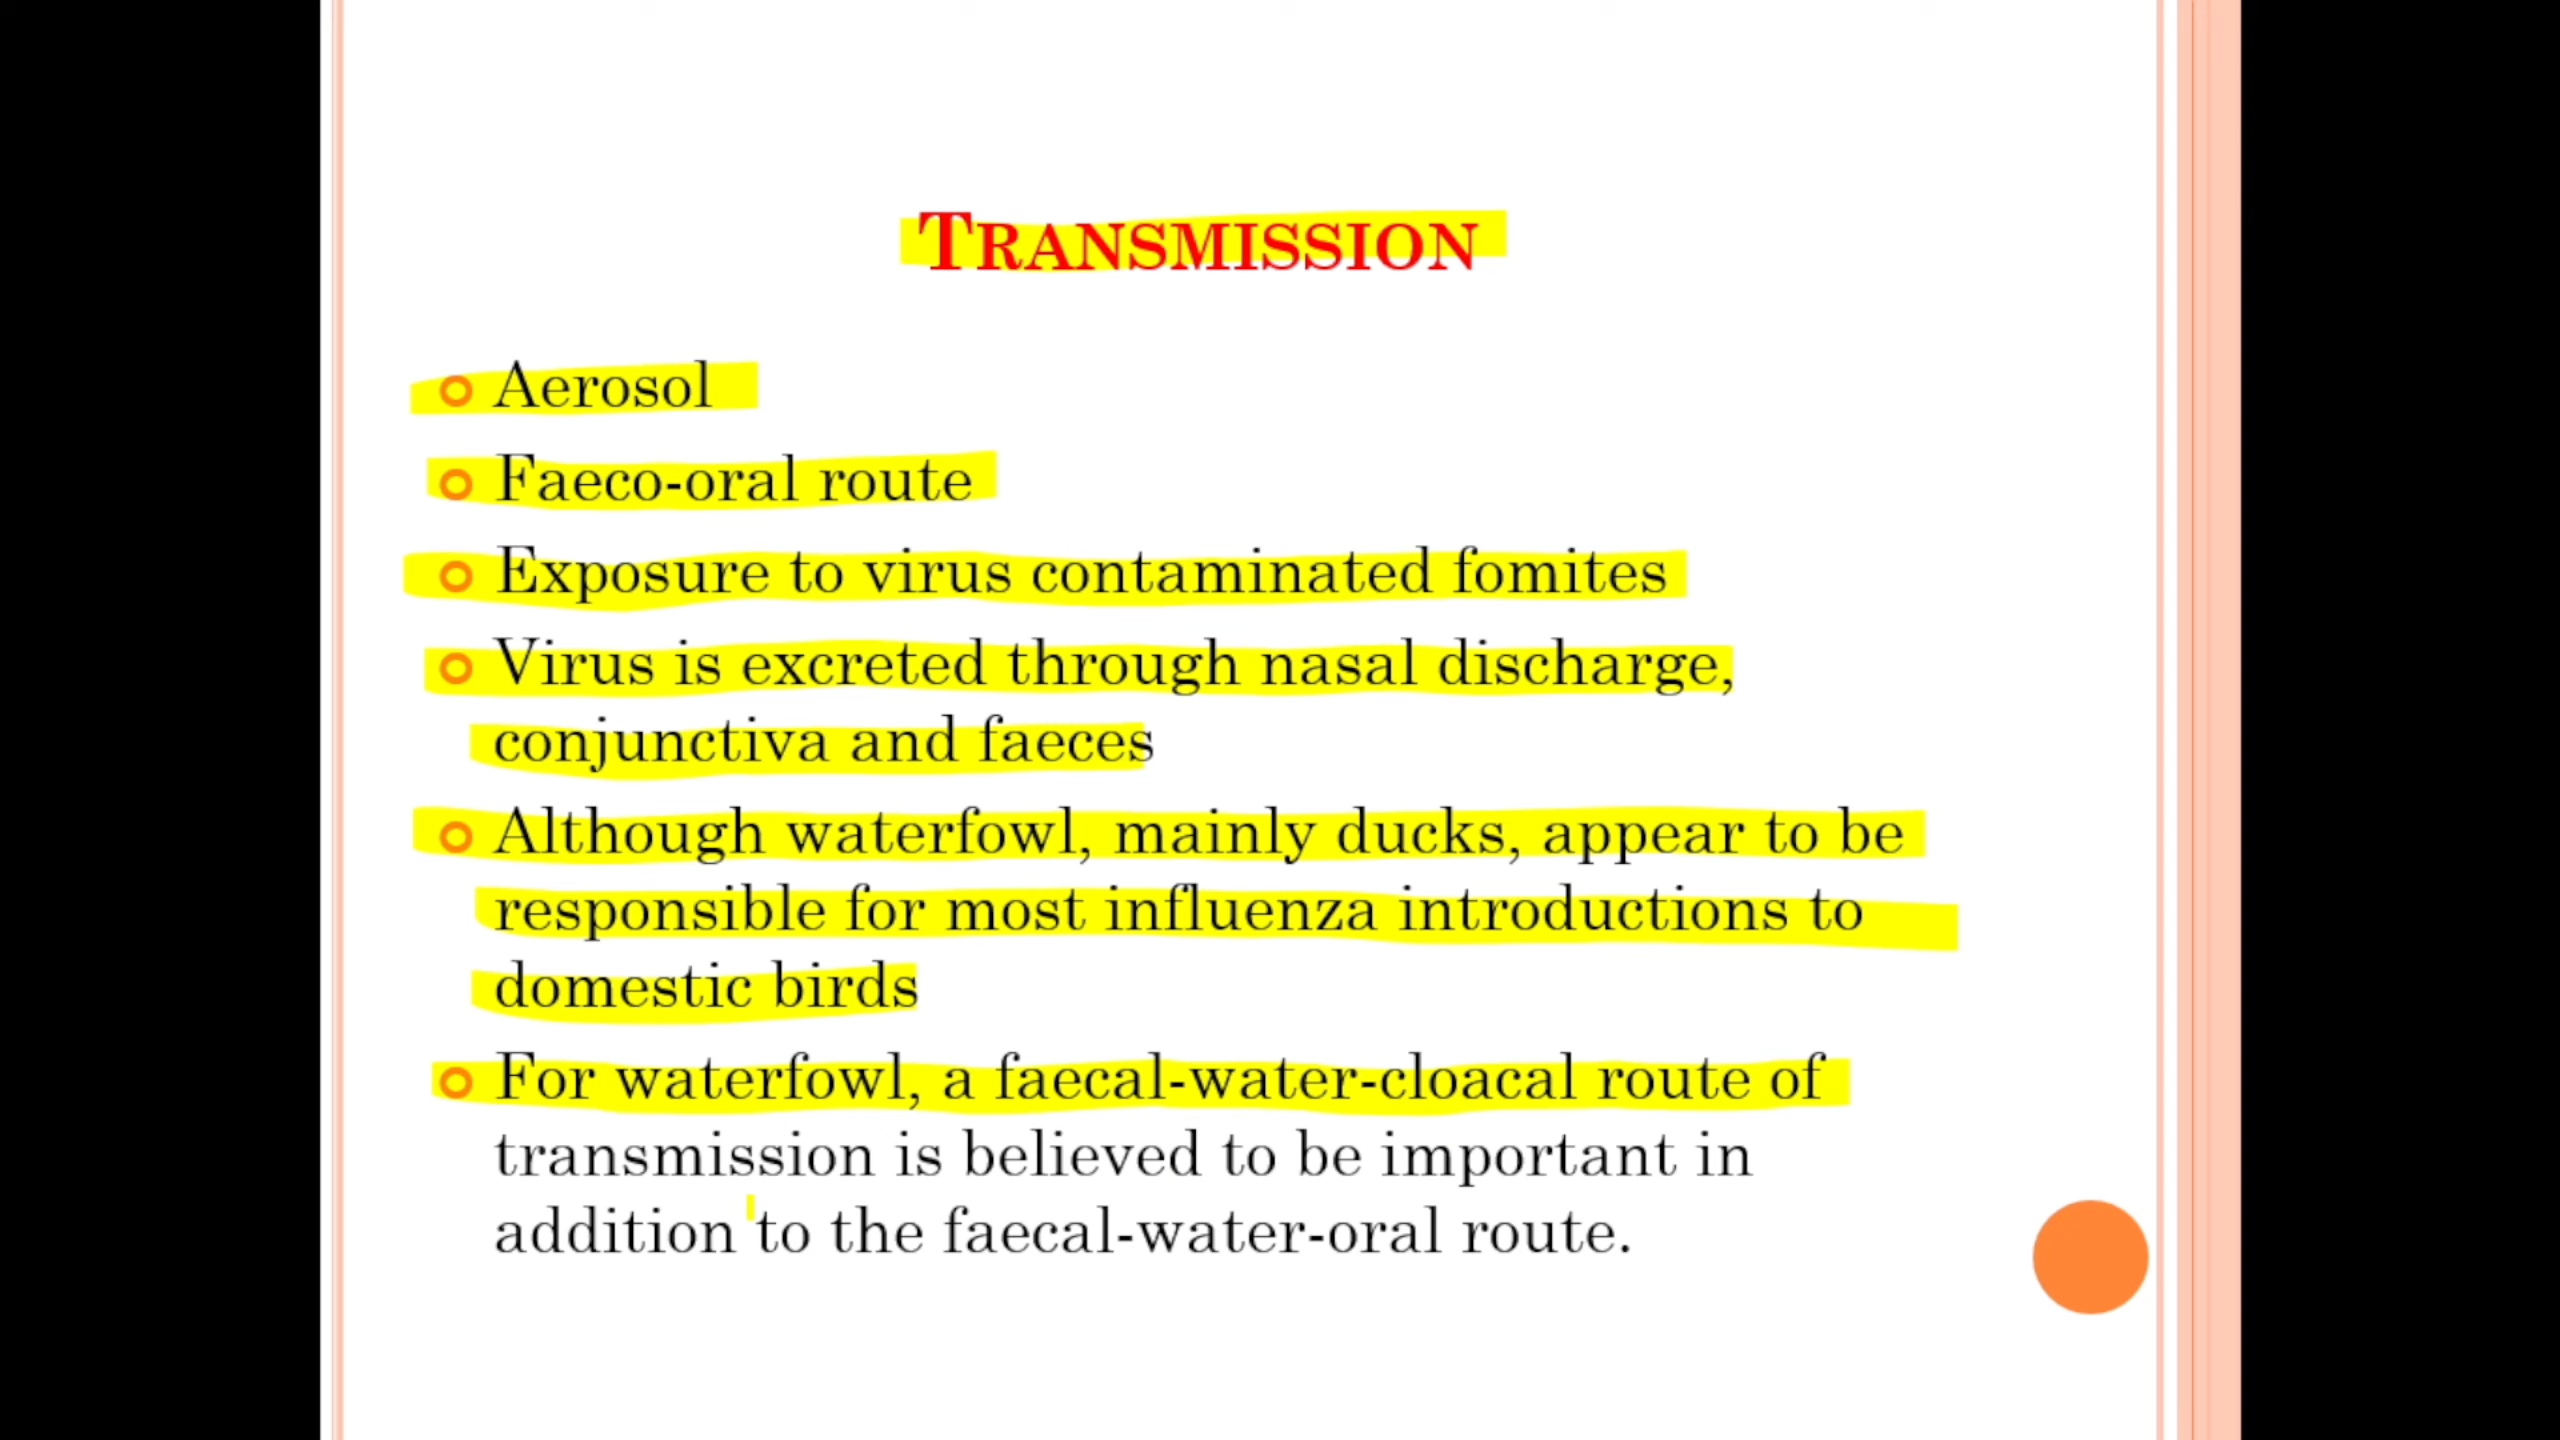 TRANSMISSION
Aerosol
Faeco-oral route
Exposure to virus contaminated fomites
Virus is excreted through nasal discharge,
conjunctiva and faeces
Although waterfowl, mainly ducks, appear to be
responsible for most influenza introductions to
domestic birds
For waterfowl, a faecal-water-cloacal route of
transmission is believed to be important in
addition to the faecal-water-oral route.